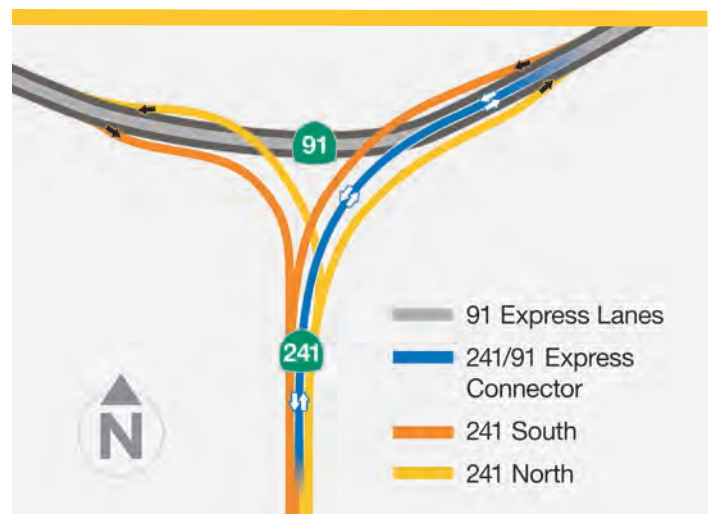 91
241
N
91 Express Lanes
241/91 Express
Connector
241 South
241 North